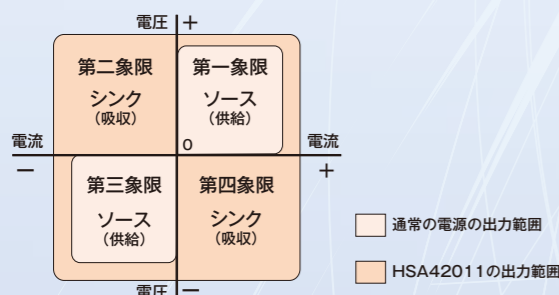 電圧 +
第二象限
シンク
(吸収)
第一象限
ソース
(供給)
電流
0
電流
−
+
第三象限
ソース
(供給)
第四象限
シンク
(吸収)
電圧 −
通常の電源の出力範囲
HSA42011の出力範囲